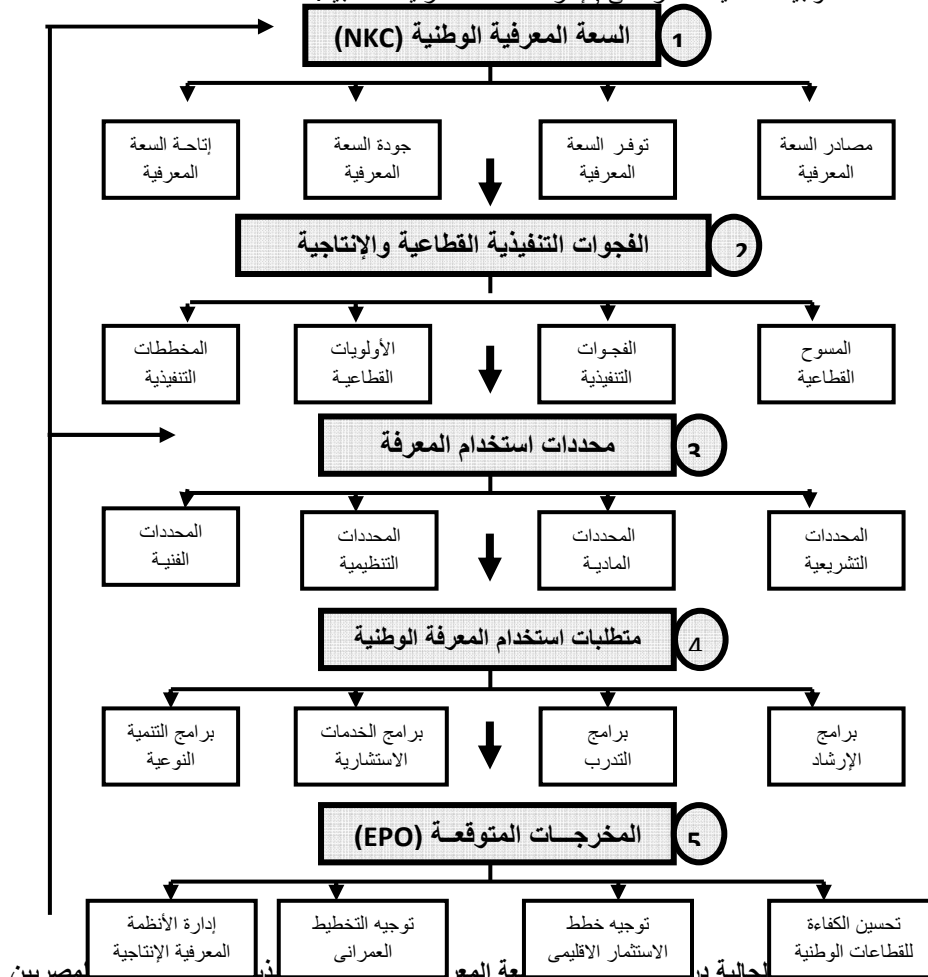 السعة المعرفية الوطنية (NKC)
1
مصادر السعة
المعرفية
توفر السعة
المعرفية
جودة السعة
المعرفية
إتاحة السعة
المعرفية
الفجوات التنفيذية القطاعية والإنتاجية
2
المسوح
القطاعية
الفجوات
التنفيذية
الأولويات
القطاعية
المخططات
التنفيذية
محددات استخدام المعرفة
3
المحددات
التشريعية
المحددات
المادية
المحددات
التنظيمية
المحددات
الفنية
متطلبات استخدام المعرفة الوطنية
4
برامج
الإرشاد
برامج
التدرب
برامج الخدمات
الاستشارية
برامج التنمية
النوعية
المخرجــات المتوقعــة (EPO)
5
تحسين الكفاءة
للقطاعات الوطنية
توجيه خطط
الاستثمار الاقليمى
توجيه التخطيط
العمرانى
إدارة الأنظمة
المعرفية الإنتاجية